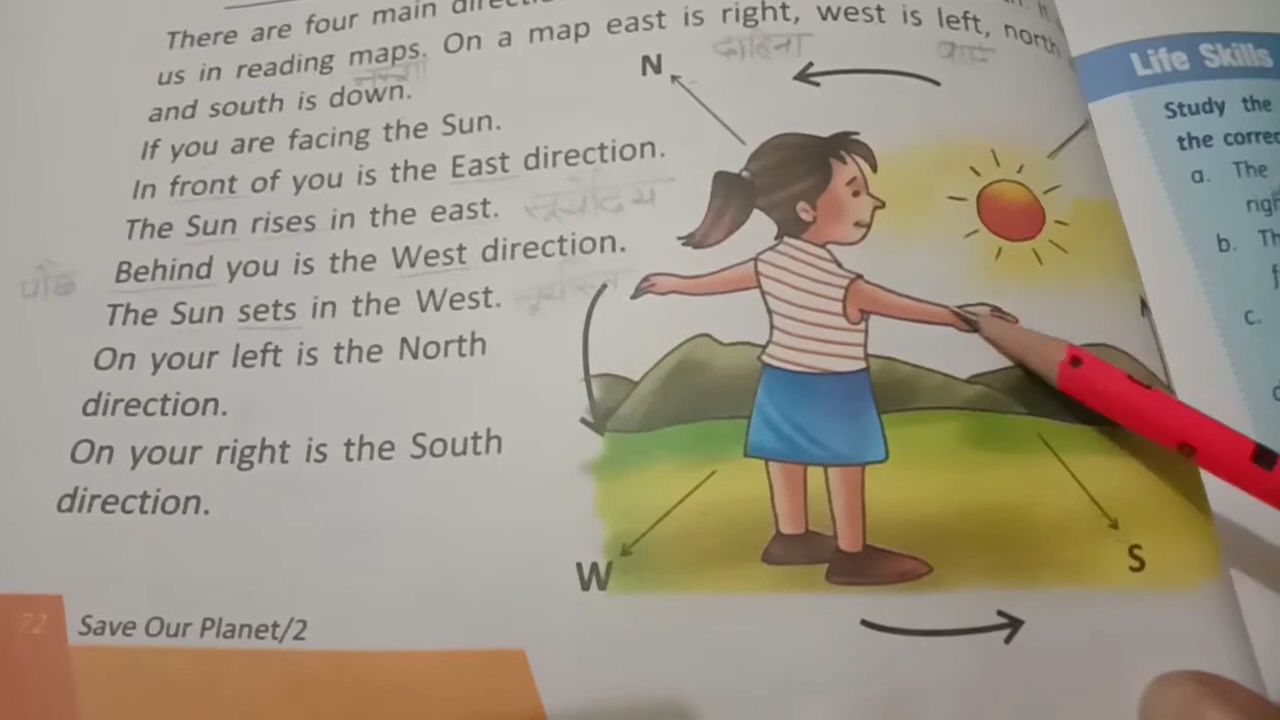 There are four main
us in reading maps. On a map east is right, west is left, north
दाहिना
नक्शा
and south is down.
If you are facing the Sun.
In front of you is the East direction.
The Sun rises in the east. सूर्योदय
Behind you is the West direction.
The Sun sets in the West.
On your left is the North
direction.
On your right is the South
direction.
N
W
S
72
Save Our Planet/2
Life Skills
Study the
the
a. The
b.
c.